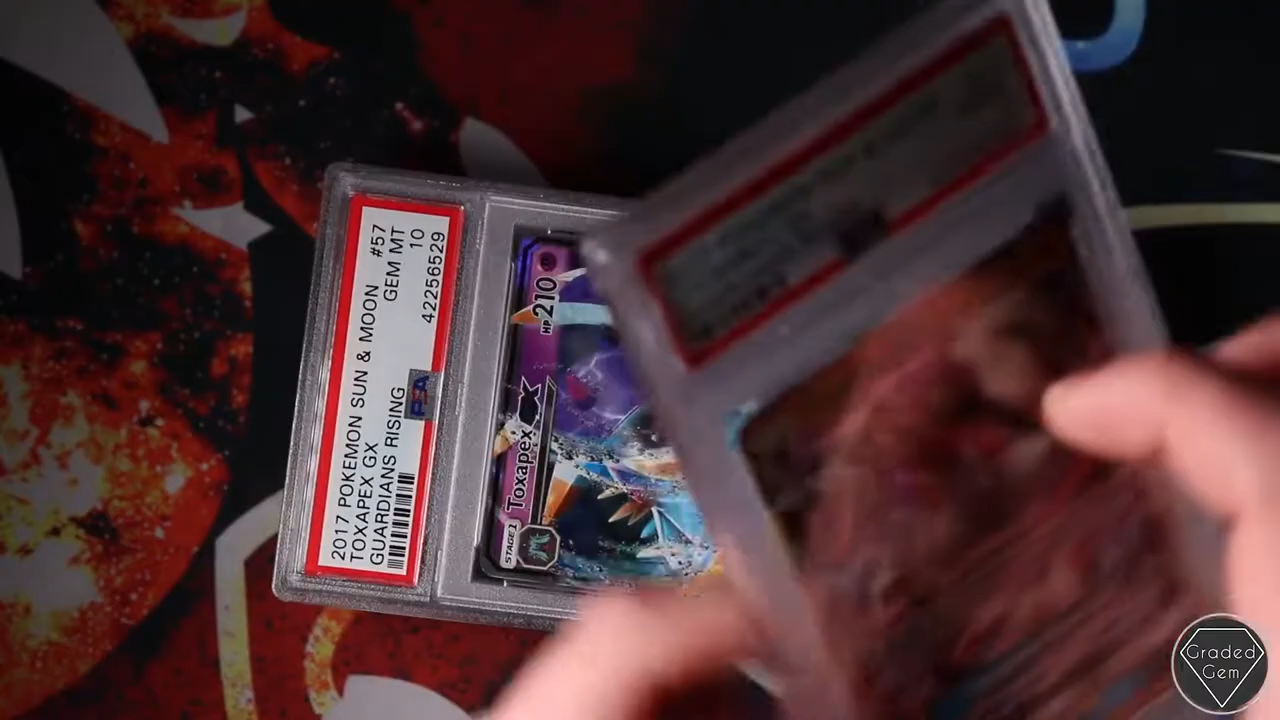 2017 POKEMON SUN & MOON #57
TOXAPEX GX GEM MT
GUARDIANS RISING 10
PSA
42256529
HP210
STAGE1 Toxapex GX
Graded
Gem